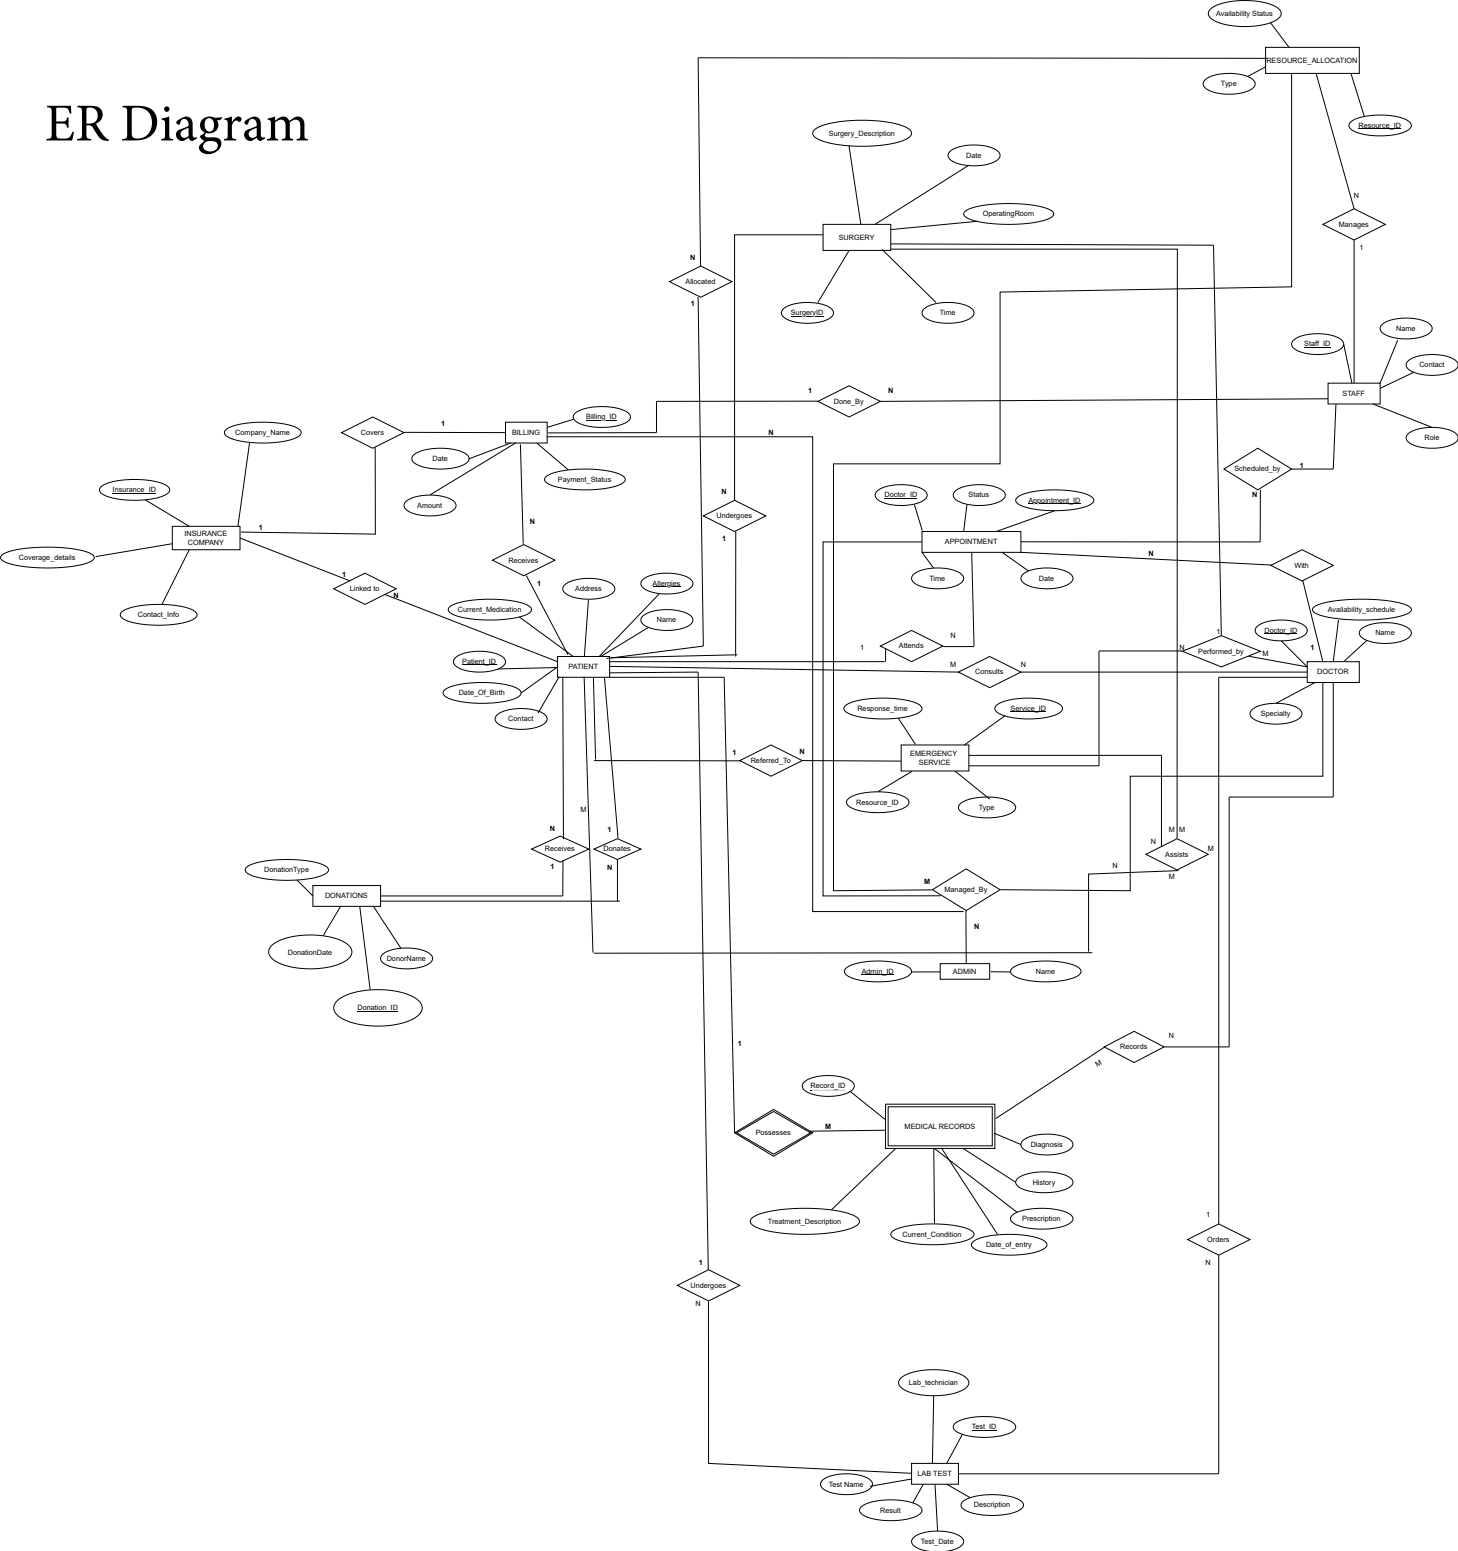 ER Diagram
Availability Status
RESOURCE_ALLOCATION
Type
Resource_ID
Surgery_Description
Date
OperatingRoom
SURGERY
SurgeryID
Time
N
Manages
1
N
Allocated
1
Staff_ID
Name
Contact
STAFF
Role
1
Done_By
N
Company_Name
Covers
1
Billing_ID
BILLING
N
Date
Payment_Status
Amount
Insurance_ID
1
INSURANCE
COMPANY
Coverage_details
Contact_Info
1
Linked to
N
N
Receives
1
N
Undergoes
1
Scheduled_by
1
N
Doctor_ID
Status
Appointment_ID
APPOINTMENT
Time
Date
N
With
1
Address
Allergies
Current_Medication
Name
Patient_ID
PATIENT
Date_Of_Birth
Contact
1
Attends
N
M
Consults
N
1
N
Performed_by
M
Doctor_ID
Availability_schedule
Name
DOCTOR
Specialty
Response_time
Service_ID
EMERGENCY
SERVICE
Resource_ID
Type
1
Referred_To
N
M
N
Receives
1
1
Donates
N
M
M
N
Assists
M
M
N
DonationType
DONATIONS
DonationDate
DonorName
Donation_ID
M
Managed_By
N
Admin_ID
ADMIN
Name
1
Records
N
M
Record_ID
Possesses
M
MEDICAL RECORDS
Diagnosis
History
Prescription
Treatment_Description
Current_Condition
Date_of_entry
1
Orders
N
1
Undergoes
N
Lab_technician
Test_ID
LAB TEST
Test Name
Result
Description
Test_Date